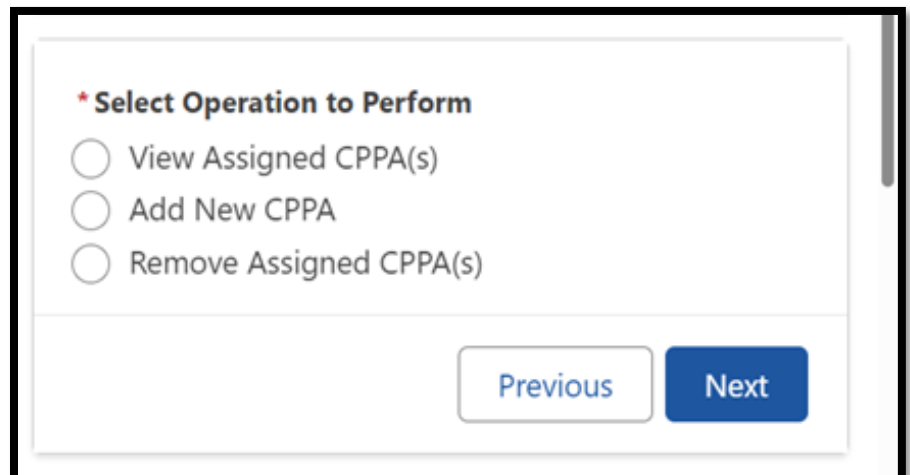 * Select Operation to Perform
View Assigned CPPA(s)
Add New CPPA
Remove Assigned CPPA(s)
Previous
Next